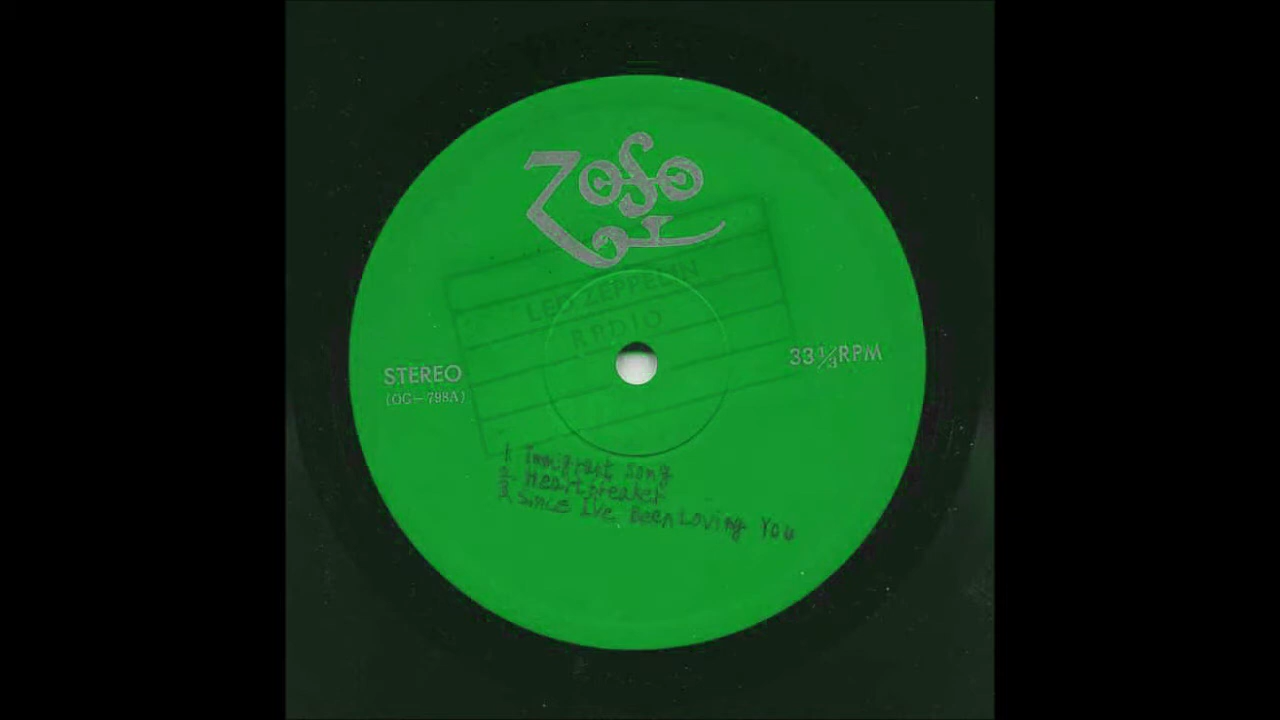 ZOSO
LED ZEPPELIN
RADIO
STEREO
33⅓RPM
(OG-798A)
1. Immigrant Song
2. Heartbreaker
3. Since I've Been Loving You